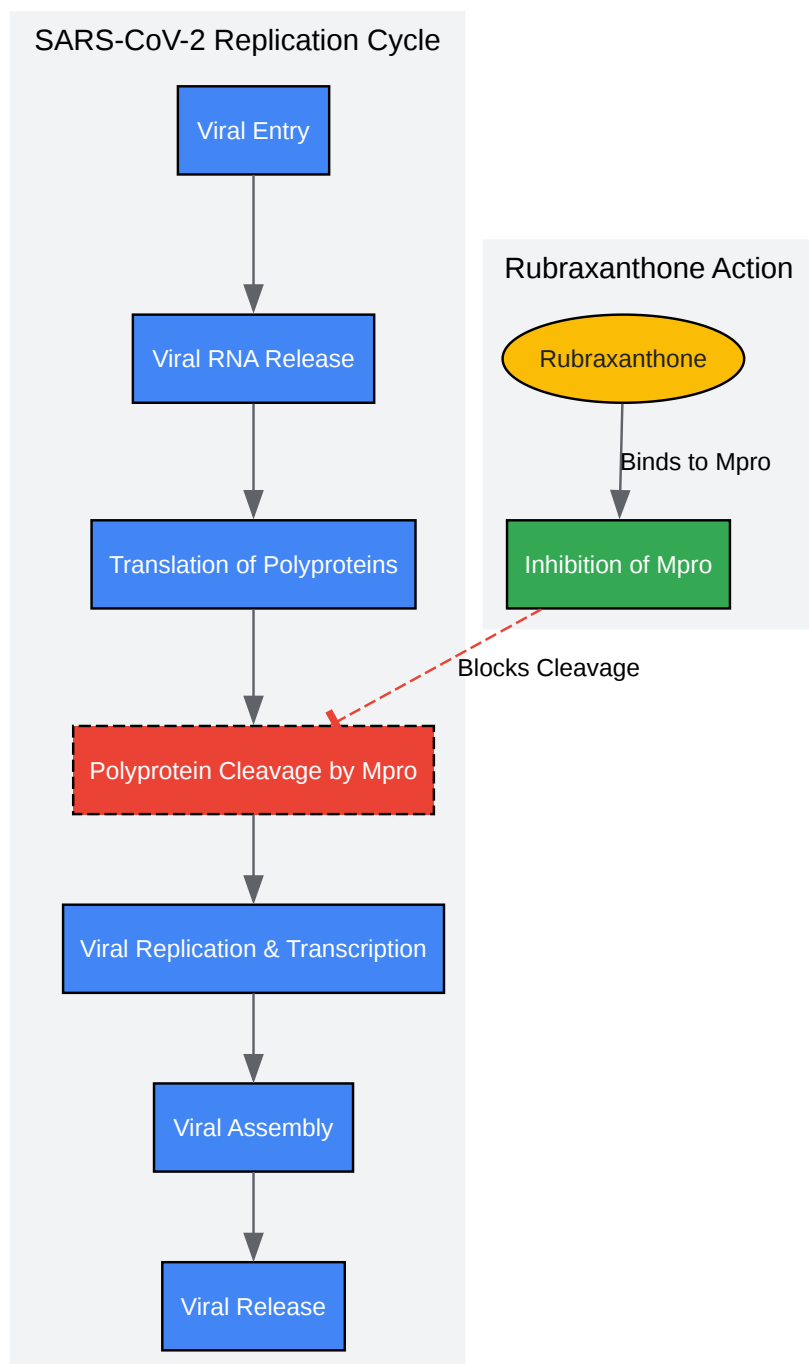 SARS-CoV-2 Replication Cycle
Viral Entry
Rubraxanthone Action
Viral RNA Release
Rubraxanthone
Binds to Mpro
Translation of Polyproteins
Inhibition of Mpro
Blocks Cleavage
Polyprotein Cleavage by Mpro
Viral Replication & Transcription
Viral Assembly
Viral Release